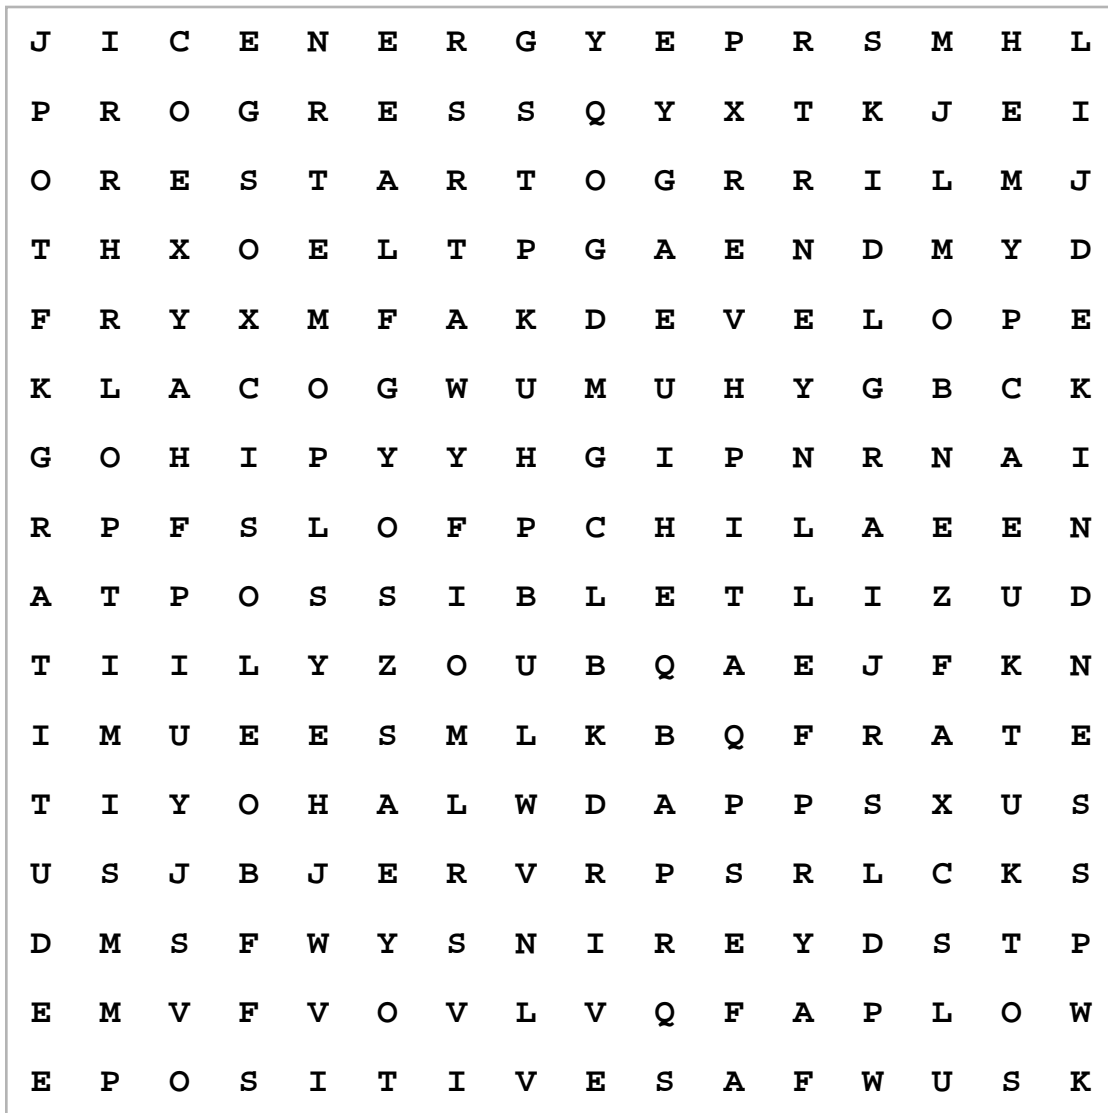 J I C E N E R G Y E P R S M H L
P R O G R E S S Q Y X T K J E I
O R E S T A R T O G R R I L M J
T H X O E L T P G A E N D M Y D
F R Y X M F A K D E V E L O P E
K L A C O G W U M U H Y G B C K
G O H I P Y Y H G I P N R N A I
R P F S L O F P C H I L A E E N
A T P O S S I B L E T L I Z U D
T I I L Y Z O U B Q A E J F K N
I M U E E S M L K B Q F R A T E
T I Y O H A L W D A P P S X U S
U S J B J E R V R P S R L C K S
D M S F W Y S N I R E Y D S T P
E M V F V O V L V Q F A P L O W
E P O S I T I V E S A F W U S K